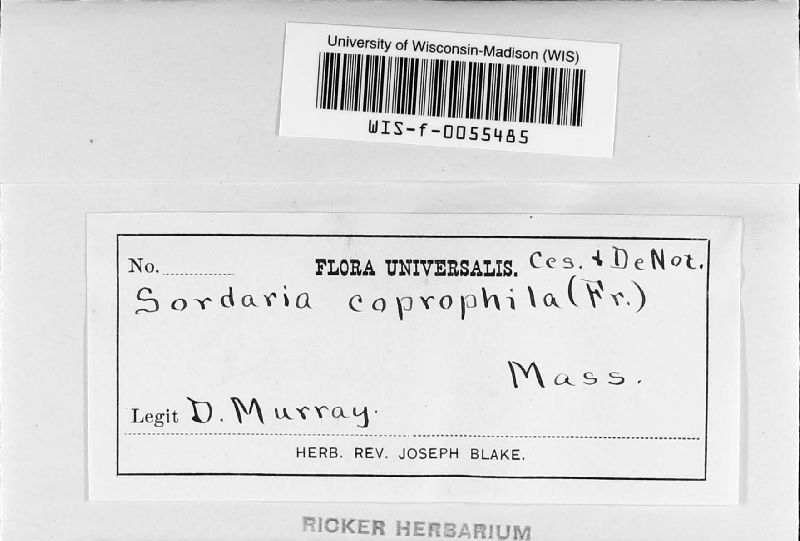 University of Wisconsin-Madison (WIS)
WIS-f-0055485
No. FLORA UNIVERSALIS. Ces. & DeNot.
Sordaria coprophila (Fr.)
Mass.
Legit D. Murray.
HERB. REV. JOSEPH BLAKE.
RICKER HERBARIUM